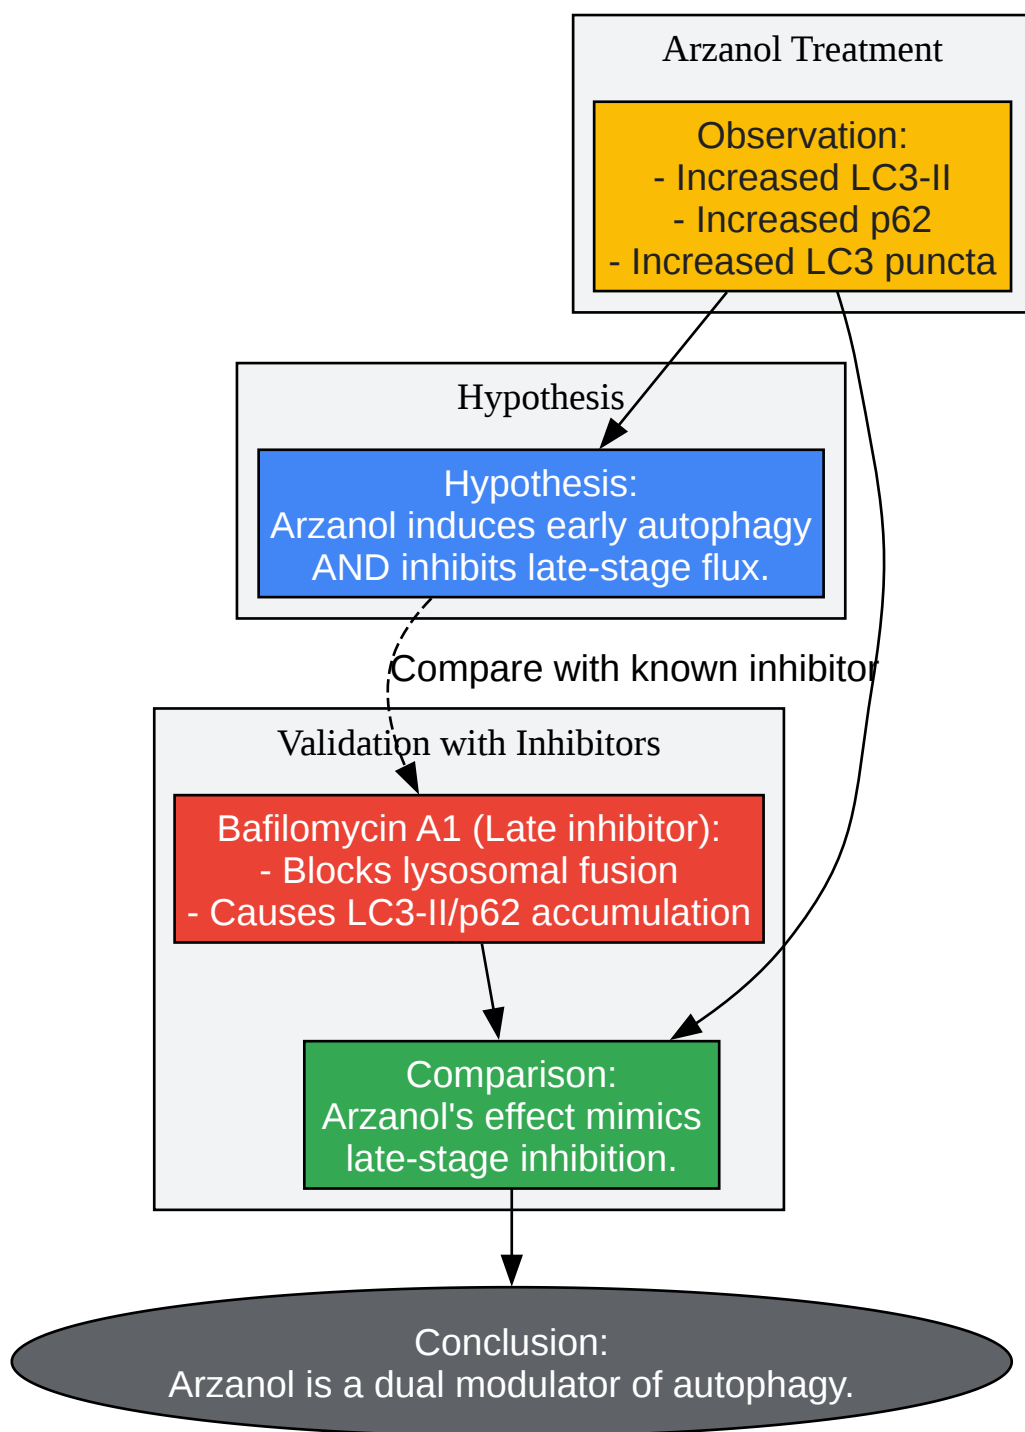 Arzanol Treatment
Observation:
- Increased LC3-II
- Increased p62
- Increased LC3 puncta
Hypothesis
Hypothesis:
Arzanol induces early autophagy
AND inhibits late-stage flux.
Compare with known inhibitor
Validation with Inhibitors
Bafilomycin A1 (Late inhibitor):
- Blocks lysosomal fusion
- Causes LC3-II/p62 accumulation
Comparison:
Arzanol's effect mimics
late-stage inhibition.
Conclusion:
Arzanol is a dual modulator of autophagy.